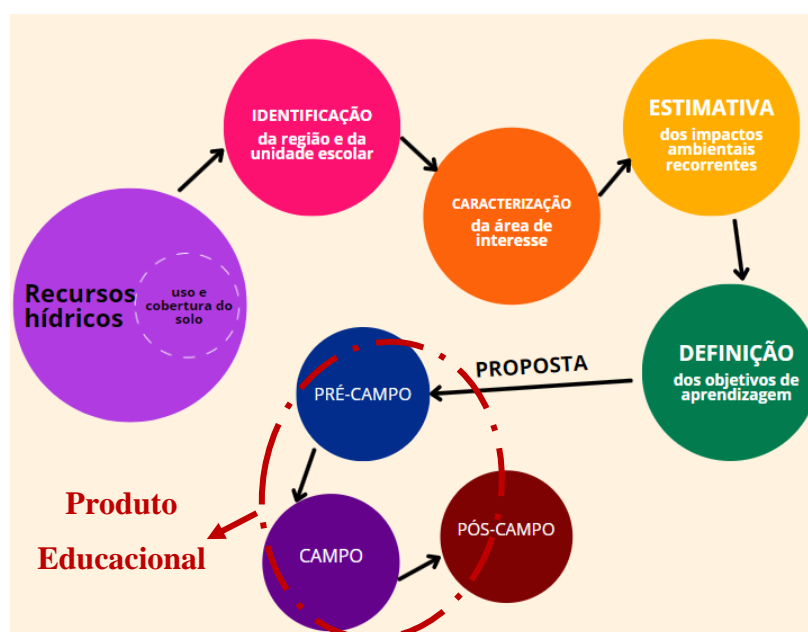 Recursos
hídricos
uso e
cobertura do
solo
IDENTIFICAÇÃO
da região e da
unidade escolar
CARACTERIZAÇÃO
da área de
interesse
ESTIMATIVA
dos impactos
ambientais
recorrentes
DEFINIÇÃO
dos objetivos de
aprendizagem
PROPOSTA
PRÉ-CAMPO
CAMPO
PÓS-CAMPO
Produto
Educacional